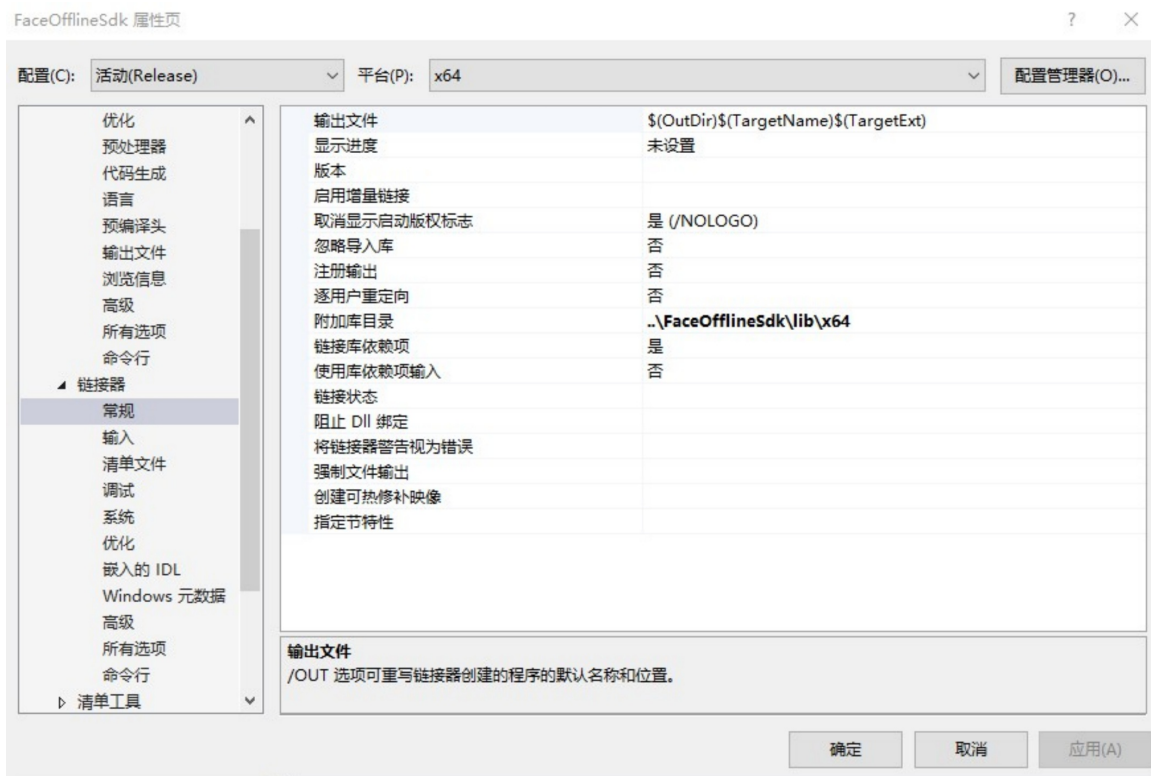 FaceOfflineSdk 属性页
?
配置(C): 活动(Release) 平台(P): x64 配置管理器(O)...
优化
预处理器
代码生成
语言
预编译头
输出文件
浏览信息
高级
所有选项
命令行
链接器
常规
输入
清单文件
调试
系统
优化
嵌入的 IDL
Windows 元数据
高级
所有选项
命令行
清单工具
输出文件 $(OutDir)$(TargetName)$(TargetExt)
显示进度 未设置
版本
启用增量链接
取消显示启动版权标志 是 (/NOLOGO)
忽略导入库 否
注册输出 否
逐用户重定向 否
附加库目录 ..\FaceOfflineSdk\lib\x64
链接库依赖项 是
使用库依赖项输入 否
链接状态
阻止 Dll 绑定
将链接器警告视为错误
强制文件输出
创建可热修补映像
指定节特性
输出文件
/OUT 选项可重写链接器创建的程序的默认名称和位置。
确定 取消 应用(A)